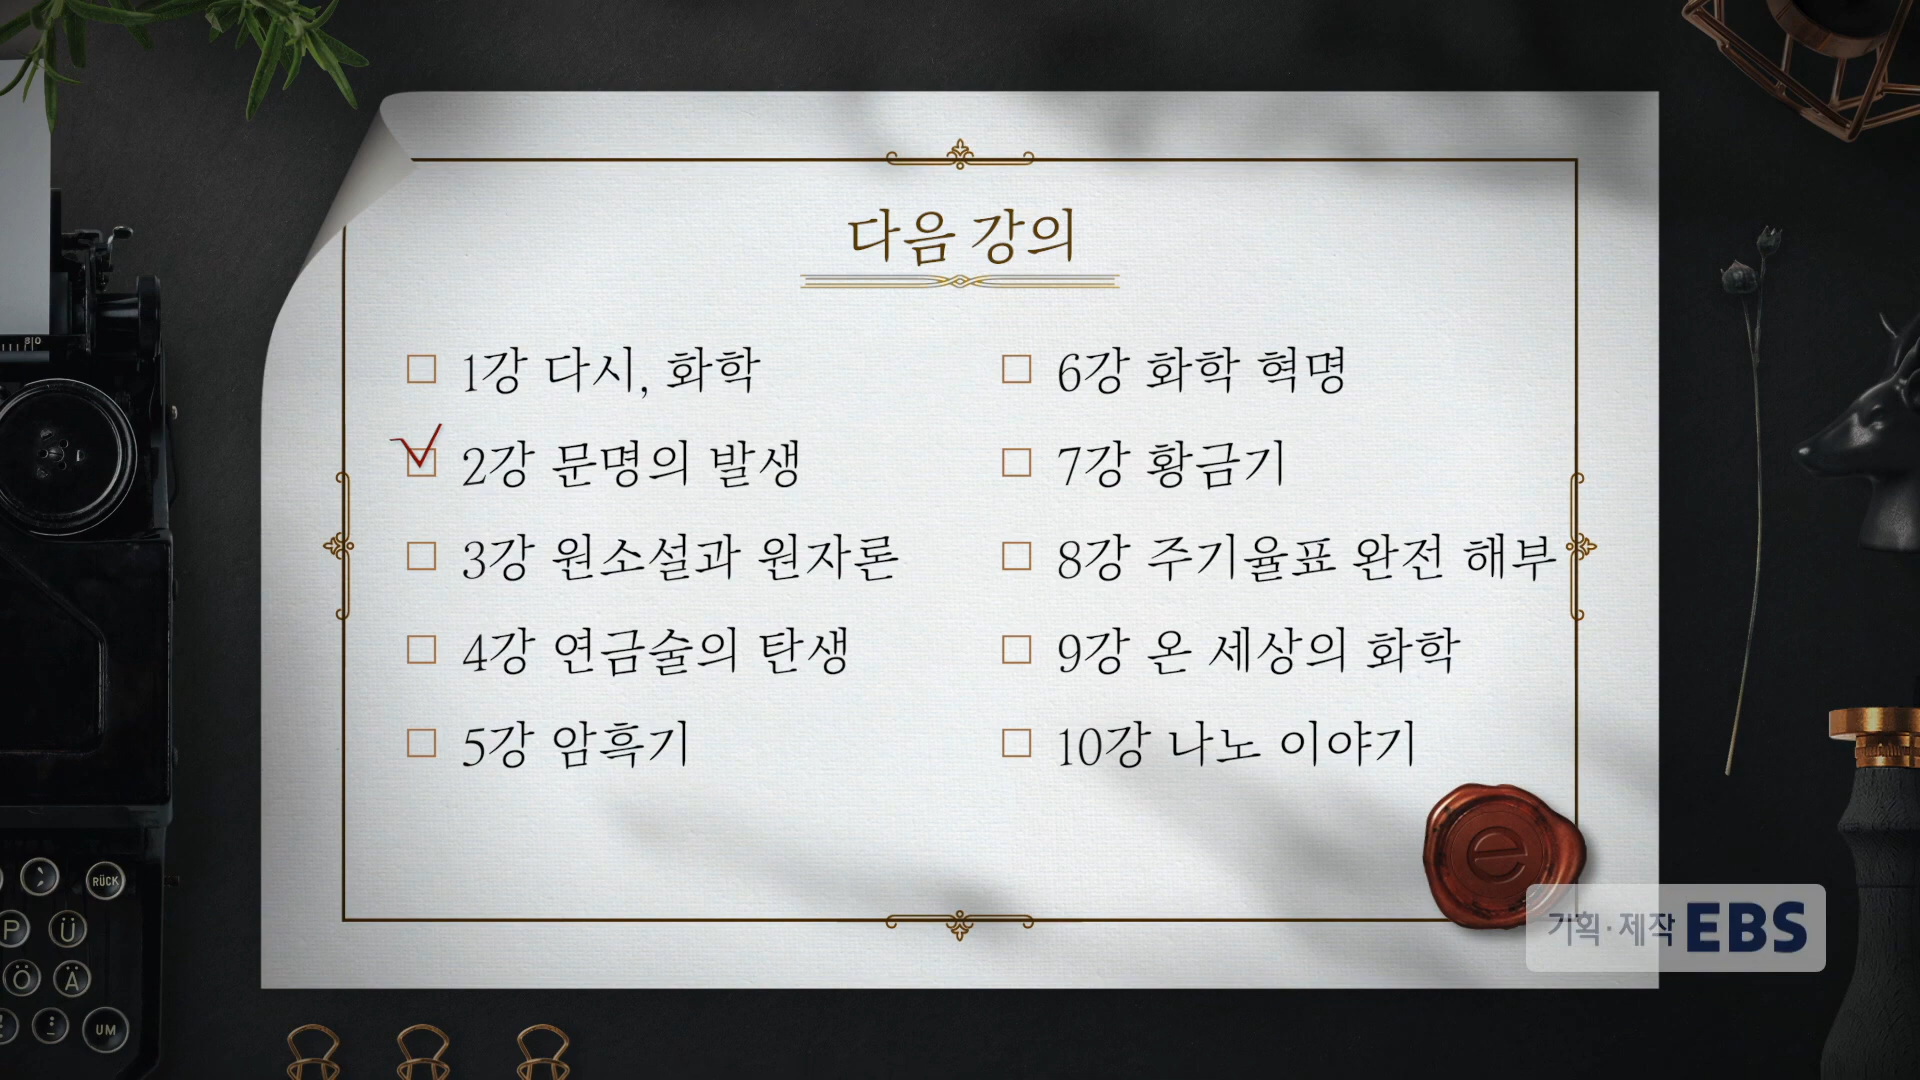 다음 강의
1강 다시, 화학
2강 문명의 발생
3강 원소설과 원자론
4강 연금술의 탄생
5강 암흑기
6강 화학 혁명
7강 황금기
8강 주기율표 완전 해부
9강 온 세상의 화학
10강 나노 이야기
e
기획·제작 EBS
80
RÜCK
P Ü
Ö Ä
UM